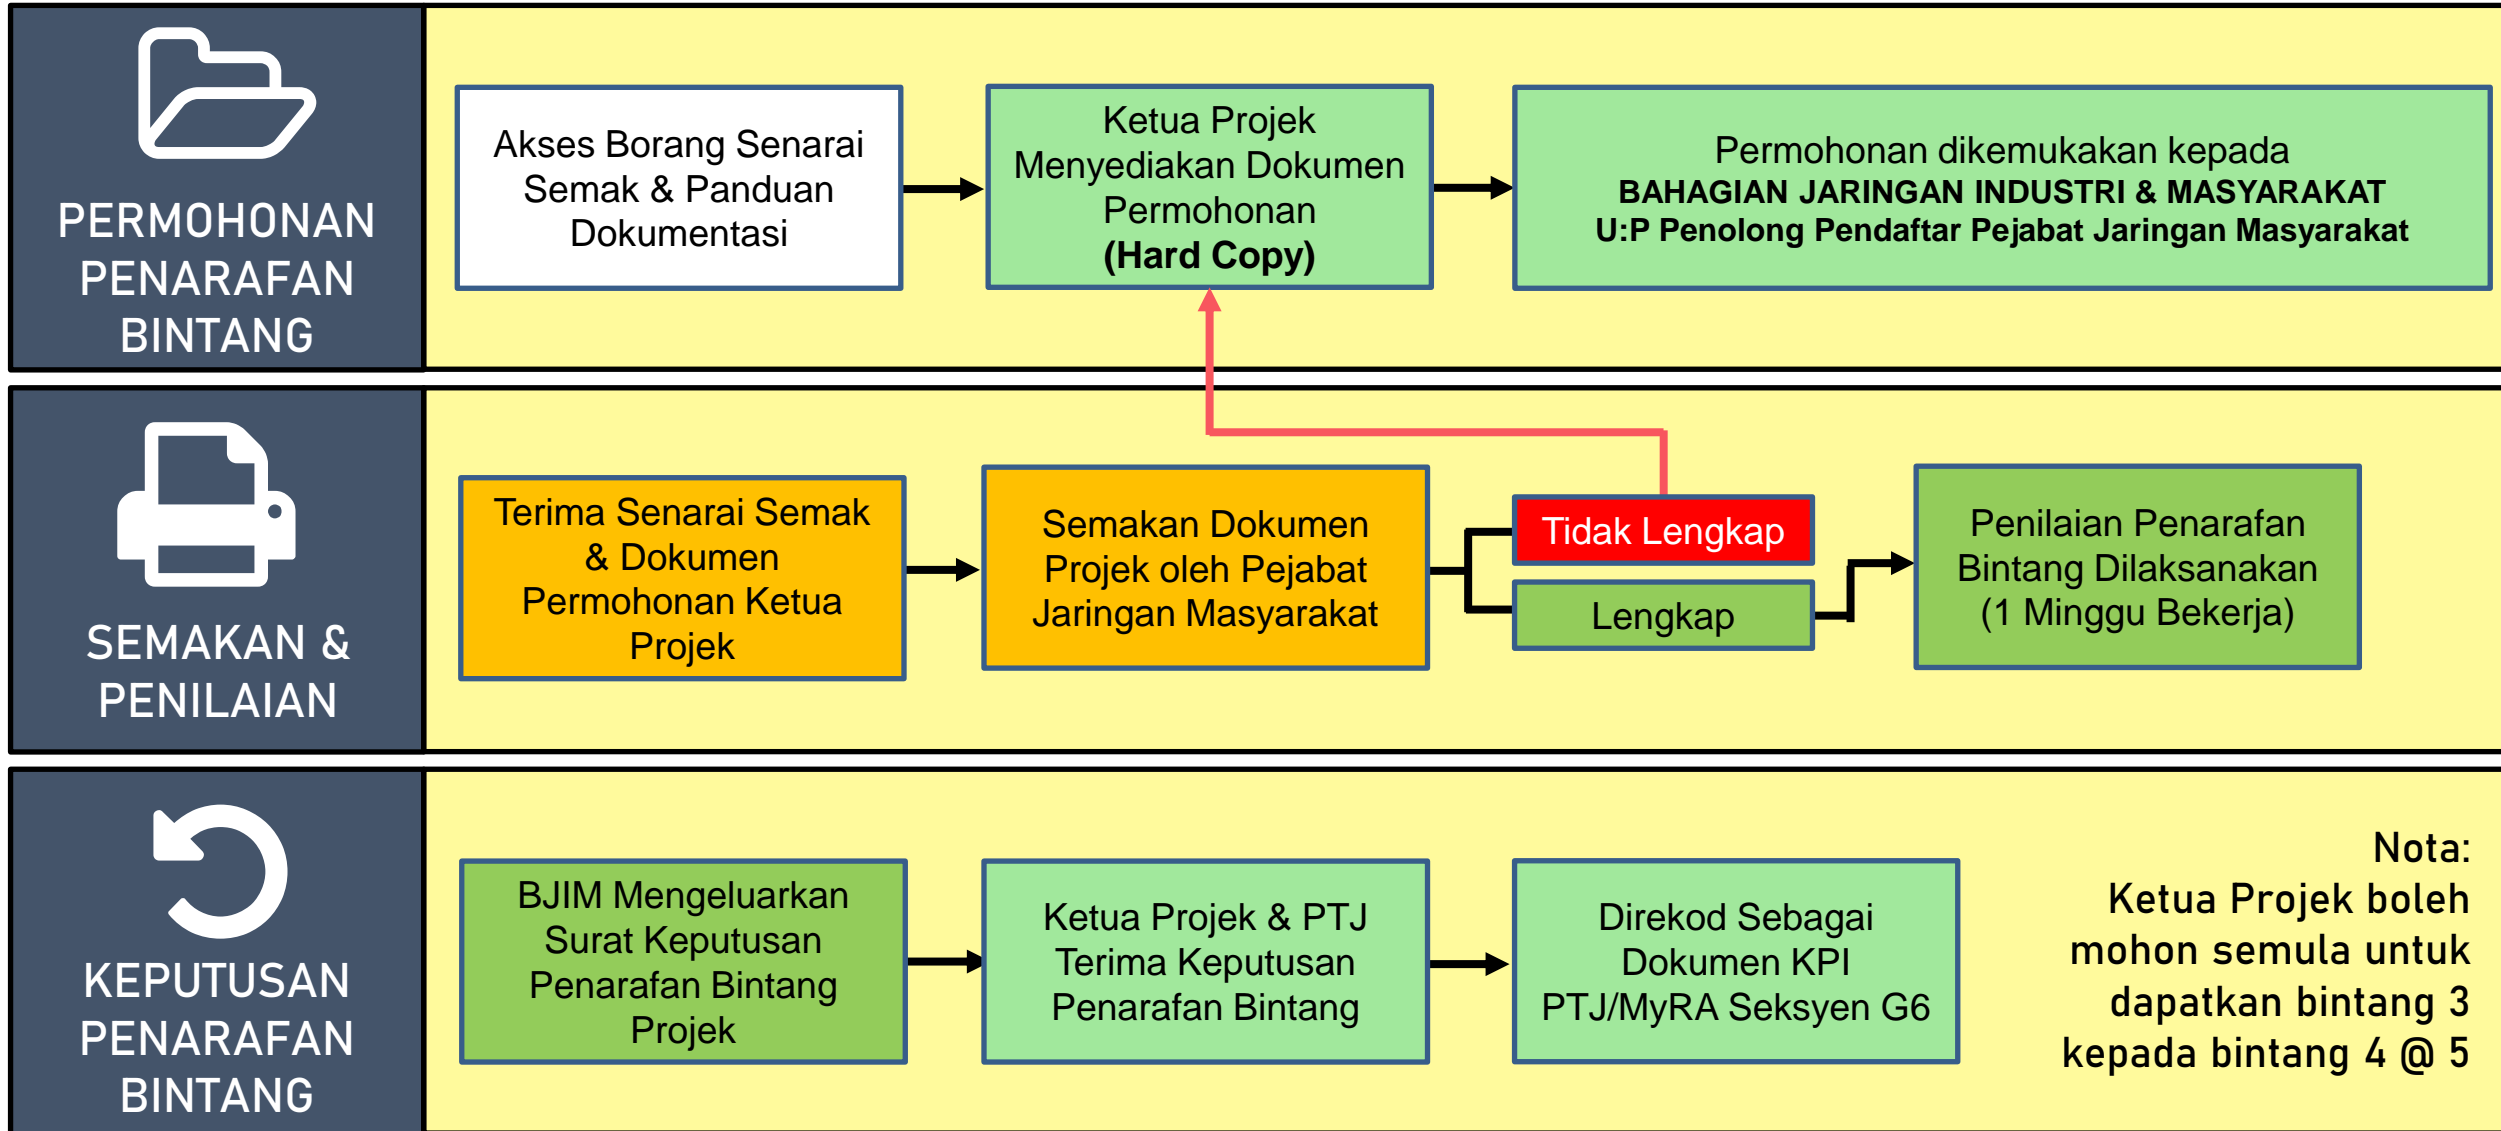 PERMOHONAN
PENARAFAN
BINTANG
Akses Borang Senarai
Semak & Panduan
Dokumentasi
Ketua Projek
Menyediakan Dokumen
Permohonan
(Hard Copy)
Permohonan dikemukakan kepada
BAHAGIAN JARINGAN INDUSTRI & MASYARAKAT
U:P Penolong Pendaftar Pejabat Jaringan Masyarakat
SEMAKAN &
PENILAIAN
Terima Senarai Semak
& Dokumen
Permohonan Ketua
Projek
Semakan Dokumen
Projek oleh Pejabat
Jaringan Masyarakat
Tidak Lengkap
Lengkap
Penilaian Penarafan
Bintang Dilaksanakan
(1 Minggu Bekerja)
KEPUTUSAN
PENARAFAN
BINTANG
BJIM Mengeluarkan
Surat Keputusan
Penarafan Bintang
Projek
Ketua Projek & PTJ
Terima Keputusan
Penarafan Bintang
Direkod Sebagai
Dokumen KPI
PTJ/MyRA Seksyen G6
Nota:
Ketua Projek boleh
mohon semula untuk
dapatkan bintang 3
kepada bintang 4 @ 5